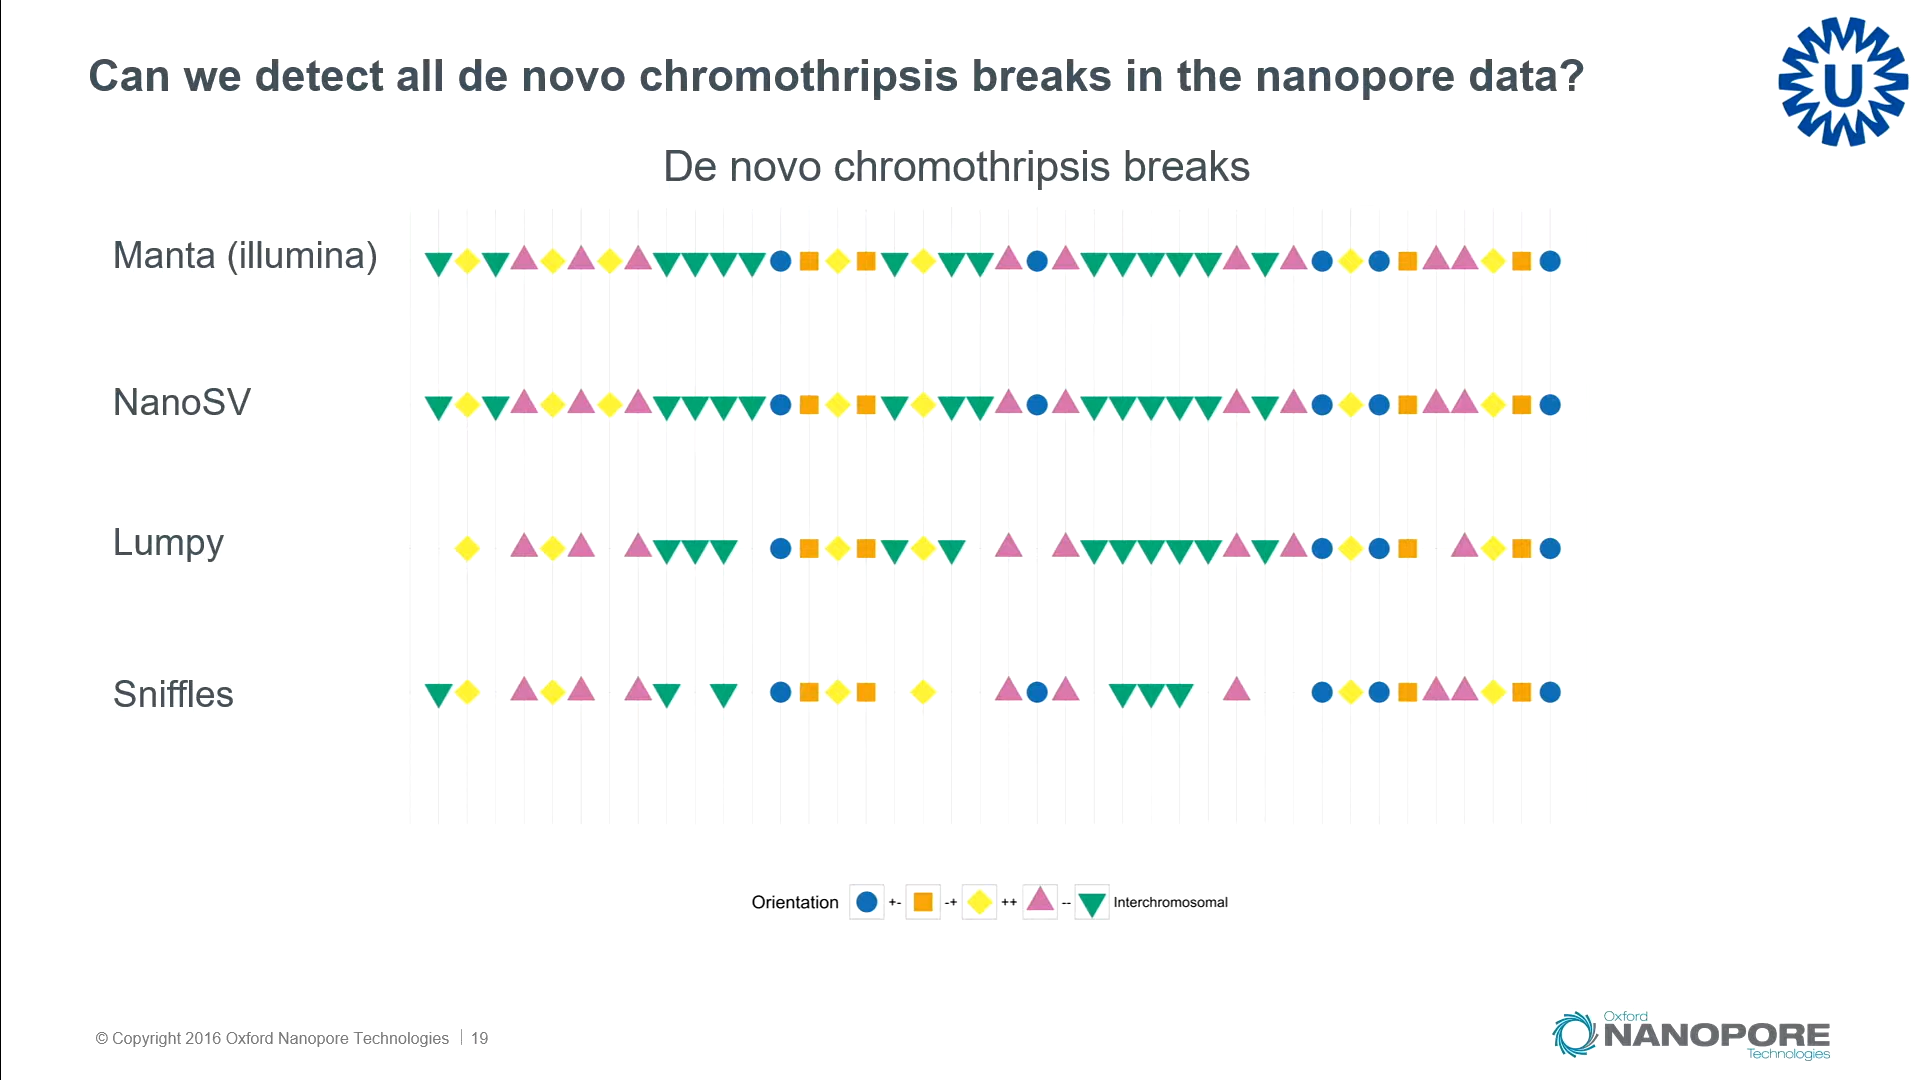 Can we detect all de novo chromothripsis breaks in the nanopore data?
U
De novo chromothripsis breaks
Manta (illumina)
NanoSV
Lumpy
Sniffles
Orientation +- -+ ++ -- Interchromosomal
© Copyright 2016 Oxford Nanopore Technologies | 19
Oxford
NANOPORE
Technologies